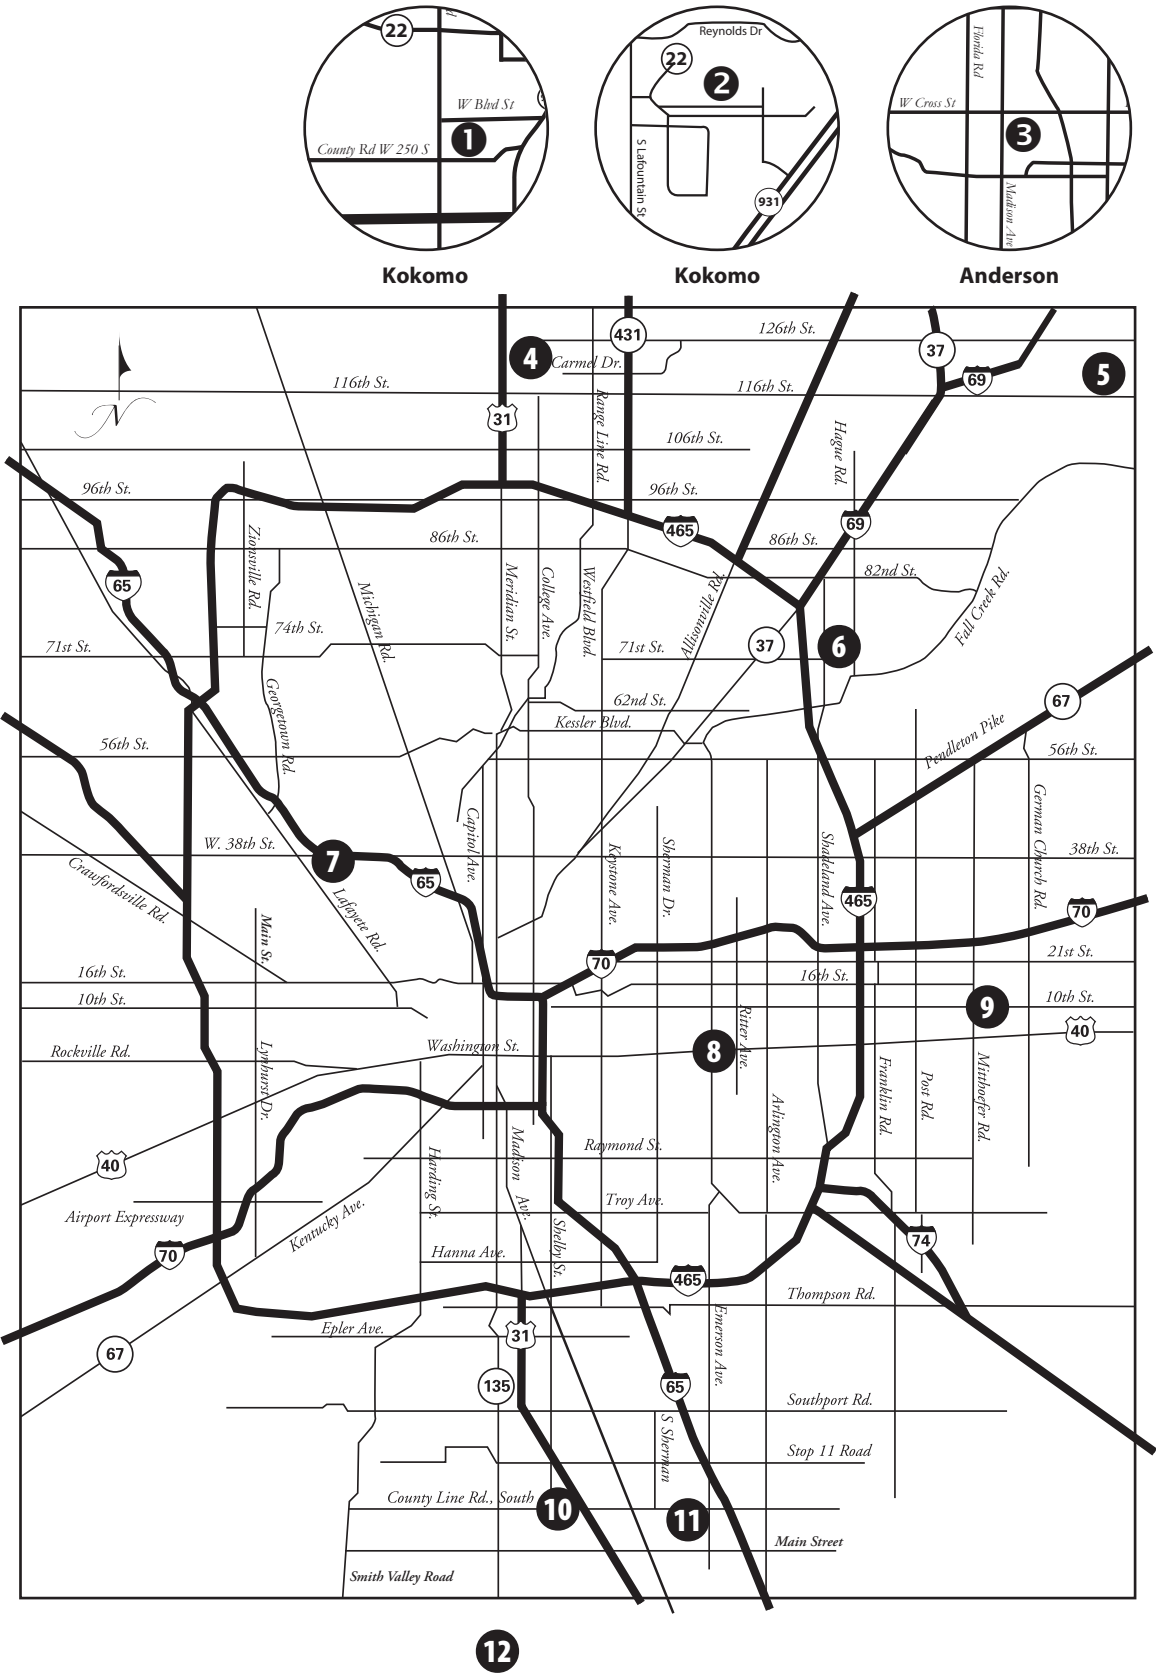 22
W Blvd St
1
County Rd W 250 S
Kokomo
Reynolds Dr
22
2
S Lafountain St
931
Kokomo
Florida Rd
W Cross St
3
Madison Ave
Anderson
N
126th St.
431
37
4
Carmel Dr.
69
5
116th St.
116th St.
31
Range Line Rd.
106th St.
Hague Rd.
96th St.
96th St.
465
69
86th St.
86th St.
65
Zionsville Rd.
Michigan Rd.
Meridian St.
College Ave.
Westfield Blvd.
82nd St.
Allisonville Rd.
Fall Creek Rd.
74th St.
71st St.
71st St.
37
6
Georgetown Rd.
62nd St.
67
Kessler Blvd.
Pendleton Pike
56th St.
56th St.
Capitol Ave.
German Church Rd.
W. 38th St.
38th St.
7
Keystone Ave.
Sherman Dr.
Shadeland Ave.
Crawfordsville Rd.
65
Lafayete Rd.
465
70
Main St.
70
21st St.
16th St.
16th St.
10th St.
10th St.
9
Ritter Ave.
40
Rockville Rd.
Washington St.
8
Lynhurst Dr.
Franklin Rd.
Post Rd.
Mitthoefer Rd.
Arlington Ave.
40
Harding St.
Madison Ave.
Raymond St.
Airport Expressway
Kentucky Ave.
Troy Ave.
Shelby St.
70
Hanna Ave.
74
465
Thompson Rd.
Epler Ave.
31
Emerson Ave.
67
135
65
Southport Rd.
S Sherman
Stop 11 Road
County Line Rd., South
10
11
Main Street
Smith Valley Road
12